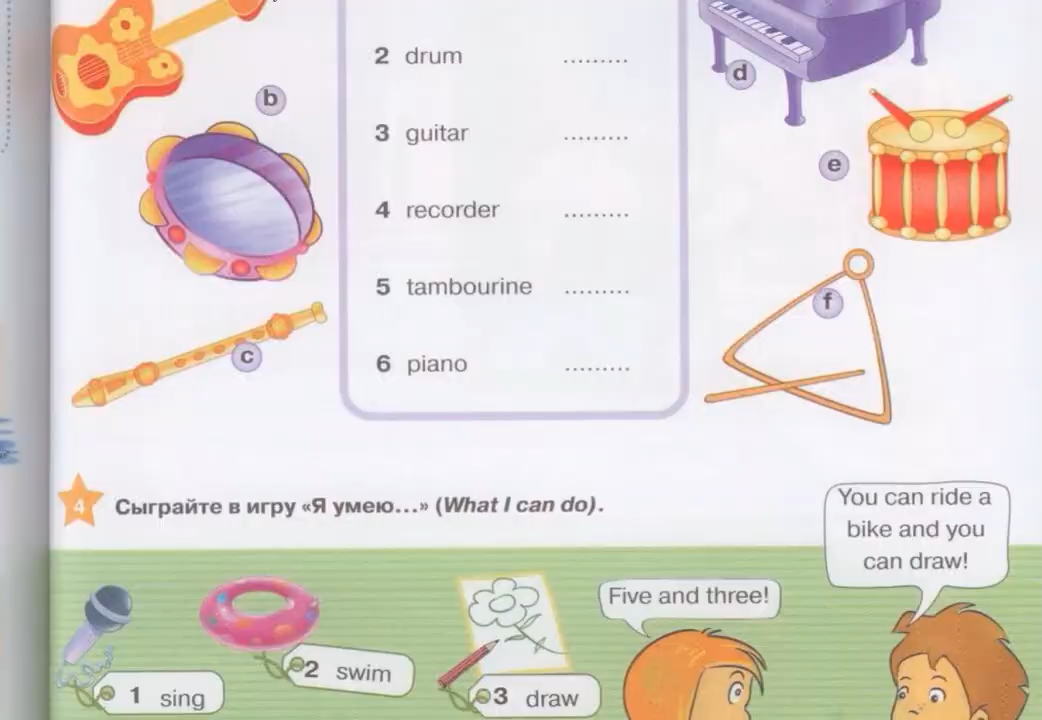 2 drum .........
3 guitar .........
4 recorder .........
5 tambourine .........
6 piano .........
b
c
d
e
f
4 Сыграйте в игру «Я умею...» (What I can do).
You can ride a
bike and you
can draw!
Five and three!
1 sing
2 swim
3 draw